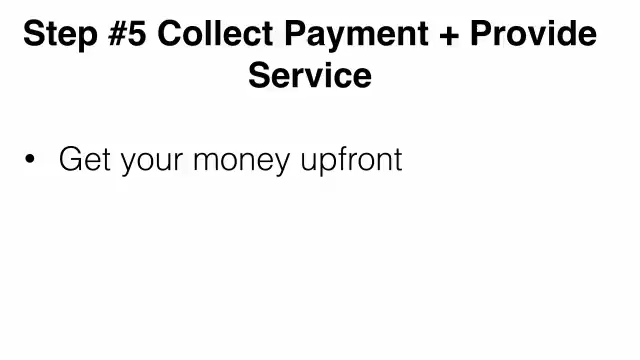 Step #5 Collect Payment + Provide
Service
• Get your money upfront